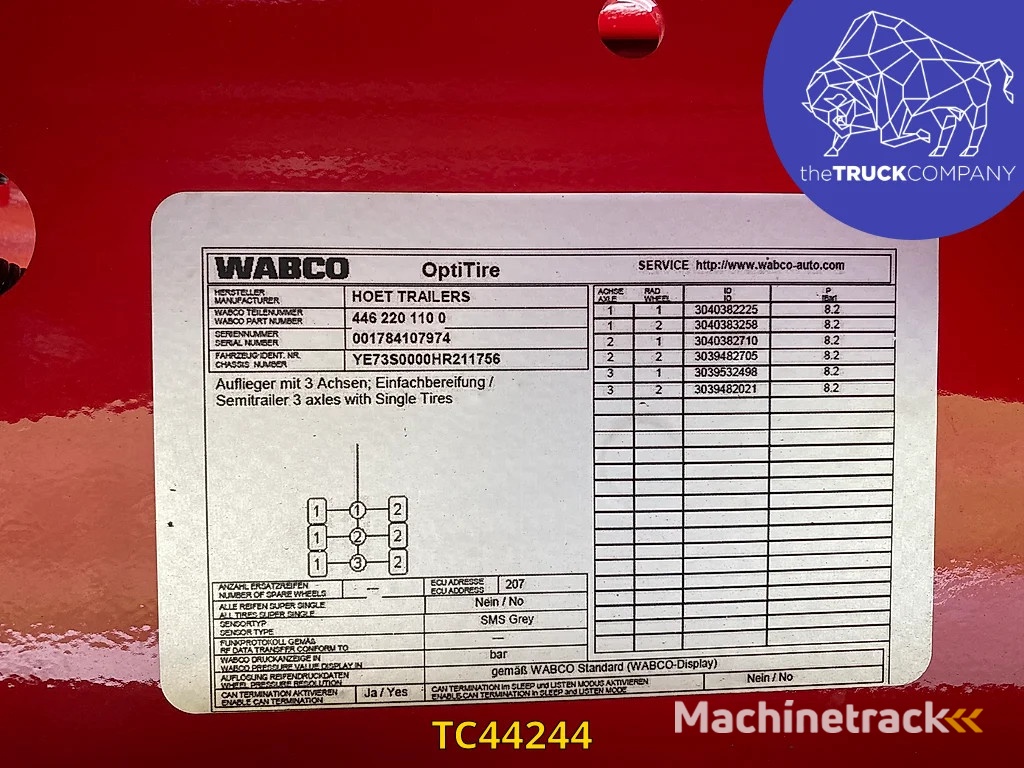 theTRUCKCOMPANY
WABCO OptiTire SERVICE http://www.wabco-auto.com
HERSTELLER
MANUFACTURER HOET TRAILERS
WABCO TEILENUMMER
WABCO PART NUMBER 446 220 110 0
SERIENNUMMER
SERIAL NUMBER 001784107974
FAHRZEUG-IDENT. NR.
CHASSIS NUMBER YE73S0000HR211756
Auflieger mit 3 Achsen; Einfachbereifung /
Semitrailer 3 axles with Single Tires
ACHSE RAD ID P
AXLE WHEEL ID [Bar]
1 1 3040382225 8.2
1 2 3040383258 8.2
2 1 3040382710 8.2
2 2 3039482705 8.2
3 1 3039532498 8.2
3 2 3039482021 8.2
1 1 2
1 2 2
1 3 2
ANZAHL ERSATZREIFEN
NUMBER OF SPARE WHEELS —
ECU ADRESSE
ECU ADDRESS 207
ALLE REIFEN SUPER SINGLE
ALL TIRES SUPER SINGLE Nein / No
SENSORTYP
SENSOR TYPE SMS Grey
FUNKPROTOKOLL GEMÄß
RF DATA TRANSFER CONFORM TO —
WABCO DRUCKANZEIGE IN
WABCO PRESSURE VALUE DISPLAY IN bar
AUFLÖSUNG REIFENDRUCKDATEN
WHEEL PRESSURE RESOLUTION gemäß WABCO Standard (WABCO-Display)
CAN TERMINATION AKTIVIEREN
ENABLE CAN TERMINATION Ja / Yes
CAN TERMINATION IM SLEEP und LISTEN MODUS AKTIVIEREN
ENABLE CAN TERMINATION IN SLEEP and LISTEN MODE Nein / No
Machinetrack
TC44244